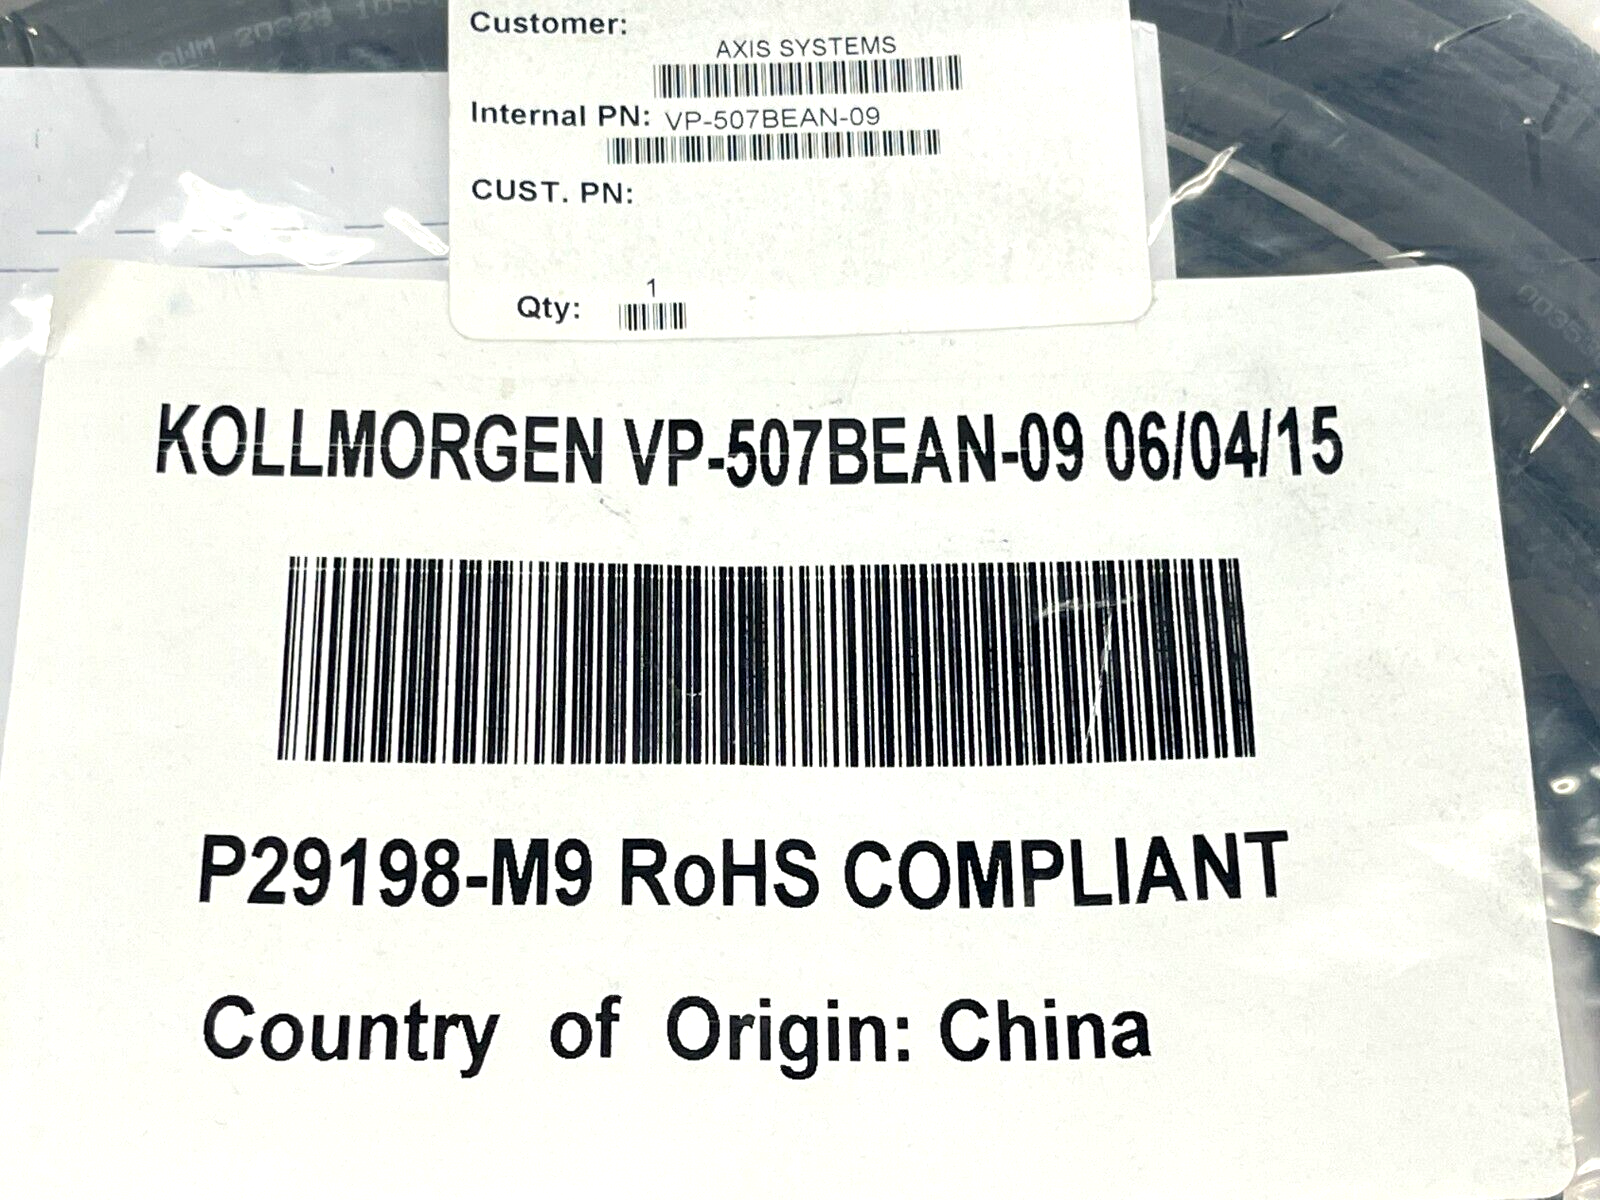 Customer:
AXIS SYSTEMS
Internal PN: VP-507BEAN-09
CUST. PN:
1
Qty:
KOLLMORGEN VP-507BEAN-09 06/04/15
P29198-M9 RoHS COMPLIANT
Country of Origin: China